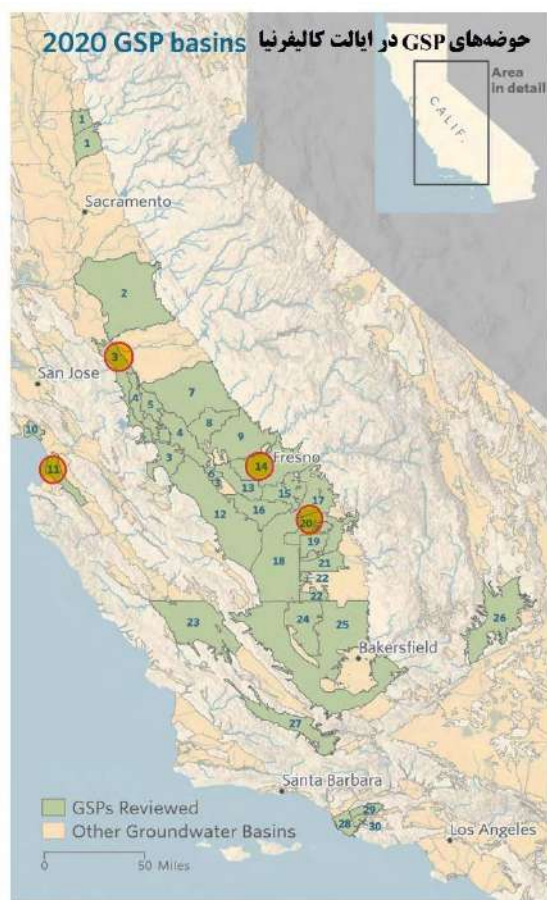 2020 GSP basins حوضه‌های GSP در ایالت کالیفرنیا
Area
in detail
CALIF.
1
1
Sacramento
2
3
San Jose
7
4
5
8
10
4
9
3
Fresno
11
14
6
13
15
17
12
16
20
19
18
21
22
22
23
24
25
26
Bakersfield
27
Santa Barbara
GSPs Reviewed
29
Other Groundwater Basins
28
30
Los Angeles
0
50 Miles